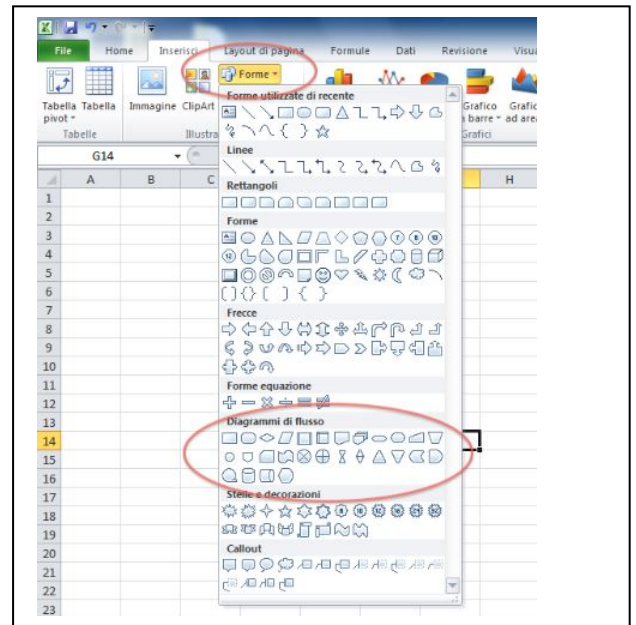 File Home Inserisci Layout di pagina Formule Dati Revisione Visua
Forme
Tabella pivot Tabella Immagine ClipArt Grafico a barre Grafic ad area
Tabelle Illustra Grafici
G14
A B C H
Forme utilizzate di recente
Linee
Rettangoli
Forme
Frecce
Forme equazione
Diagrammi di flusso
Stelle e decorazioni
Callout
1
2
3
4
5
6
7
8
9
10
11
12
13
14
15
16
17
18
19
20
21
22
23